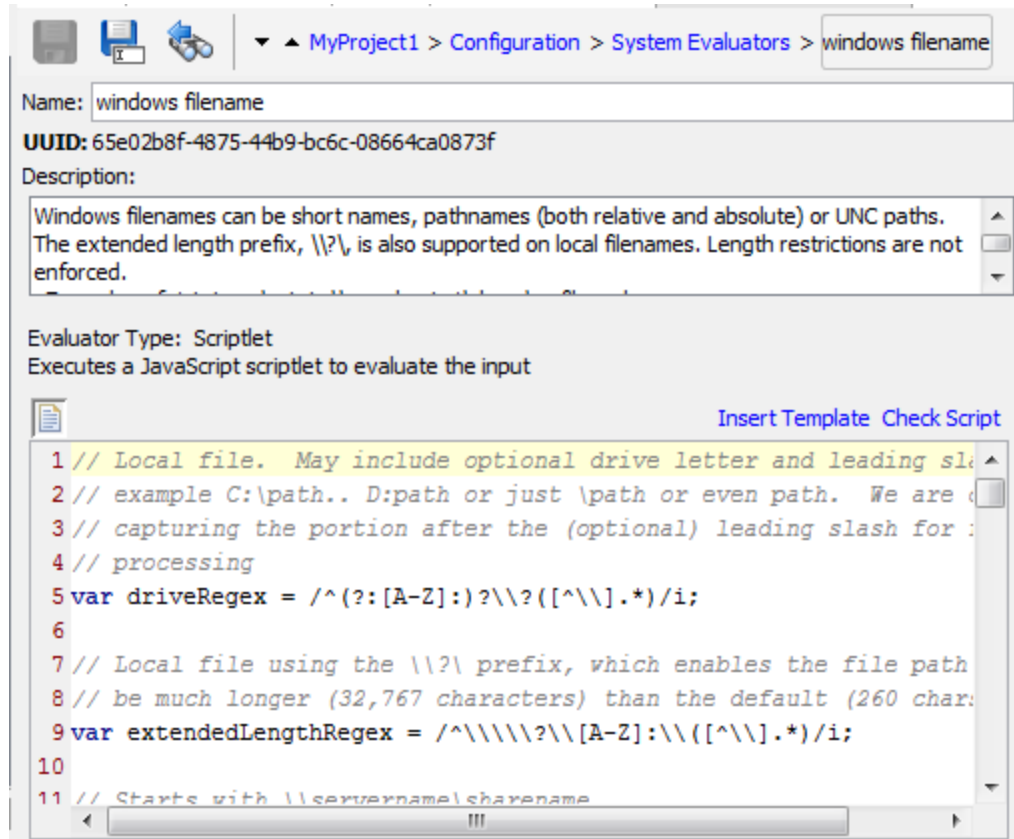 MyProject1 > Configuration > System Evaluators > windows filename
Name: windows filename
UUID: 65e02b8f-4875-44b9-bc6c-08664ca0873f
Description:
Windows filenames can be short names, pathnames (both relative and absolute) or UNC paths.
The extended length prefix, \\?\, is also supported on local filenames. Length restrictions are not
enforced.
Evaluator Type: Scriptlet
Executes a JavaScript scriptlet to evaluate the input
Insert Template Check Script
1 // Local file.  May include optional drive letter and leading
2 // example C:\path.. D:path or just \path or even path.  We are
3 // capturing the portion after the (optional) leading slash for
4 // processing
5 var driveRegex = /^(?:[A-Z]:)?\\?([^\\].*)/i;
6
7 // Local file using the \\?\ prefix, which enables the file path
8 // be much longer (32,767 characters) than the default (260
9 var extendedLengthRegex = /^\\\\\?\\[A-Z]:\\([^\\].*)/i;
10
11 // Starts with \\servername\sharename